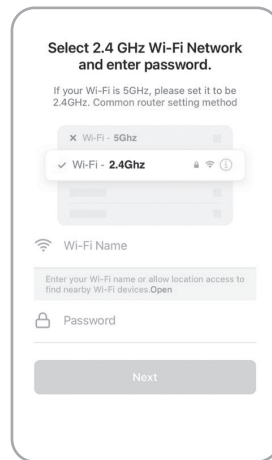 Select 2.4 GHz Wi-Fi Network
and enter password.
If your Wi-Fi is 5GHz, please set it to be
2.4GHz. Common router setting method
Wi-Fi - 5Ghz
Wi-Fi - 2.4Ghz
Wi-Fi Name
Enter your Wi-Fi name or allow location access to
find nearby Wi-Fi devices.Open
Password
Next